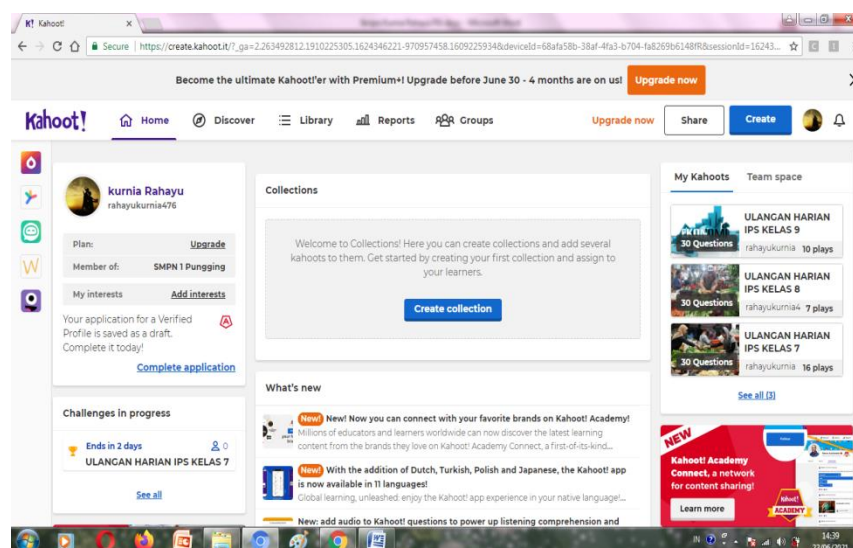 Kahoot!
Secure | https://create.kahoot.it/?_ga=2.263492812.1910225305.1624346221-970957458.1609225934&deviceId=68afa58b-38af-4fa3-b704-fa8269b6148fR&sessionId=16243...
Become the ultimate Kahoot!'er with Premium+! Upgrade before June 30 - 4 months are on us! Upgrade now
Kahoot! Home Discover Library Reports Groups Upgrade now Share Create
kurnia Rahayu
rahayukurnia476
Plan: Upgrade
Member of: SMPN 1 Pungging
My interests Add interests
Your application for a Verified
Profile is saved as a draft.
Complete it today!
Complete application
Challenges in progress
Ends in 2 days 0
ULANGAN HARIAN IPS KELAS 7
See all
Collections
Welcome to Collections! Here you can create collections and add several
kahoots to them. Get started by creating your first collection and assign to
your learners.
Create collection
What's new
New! New! Now you can connect with your favorite brands on Kahoot! Academy!
Millions of educators and learners worldwide can now discover the latest learning
content from the brands they love on Kahoot! Academy Connect, a first-of-its-kind...
New! With the addition of Dutch, Turkish, Polish and Japanese, the Kahoot! app
is now available in 11 languages!
Global learning, unleashed: enjoy the Kahoot! app experience in your native language!...
New: add audio to Kahoot! questions to power up listening comprehension and
My Kahoots Team space
ULANGAN HARIAN
IPS KELAS 9
30 Questions rahayukurnia 10 plays
ULANGAN HARIAN
IPS KELAS 8
30 Questions rahayukurnia4 7 plays
ULANGAN HARIAN
IPS KELAS 7
30 Questions rahayukurnia 16 plays
See all (3)
NEW
Kahoot! Academy
Connect, a network
for content sharing!
Learn more
Kahoot!
ACADEMY
IN 14:39
22/06/2021